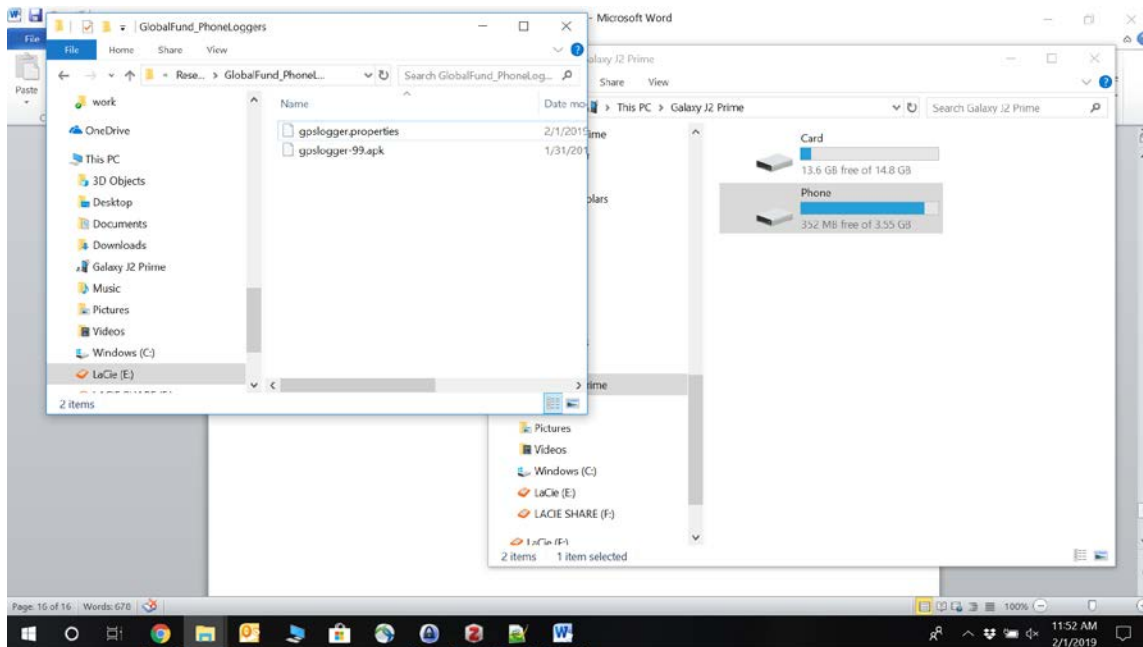 - Microsoft Word
GlobalFund_PhoneLoggers
File Home Share View
Rese... > GlobalFund_PhoneL...
Search GlobalFund_PhoneLog...
Name Date mo
work
OneDrive
This PC
3D Objects
Desktop
Documents
Downloads
Galaxy J2 Prime
Music
Pictures
Videos
Windows (C:)
LaCie (E:)
gpslogger.properties 2/1/2019
gpslogger-99.apk 1/31/201
2 items
File
Paste
alaxy J2 Prime
Share View
This PC > Galaxy J2 Prime
Search Galaxy J2 Prime
ime
olars
rime
Pictures
Videos
Windows (C:)
LaCie (E:)
LACIE SHARE (F:)
Card
13.6 GB free of 14.8 GB
Phone
352 MB free of 3.55 GB
2 items 1 item selected
Page: 16 of 16 Words: 670
100%
11:52 AM
2/1/2019